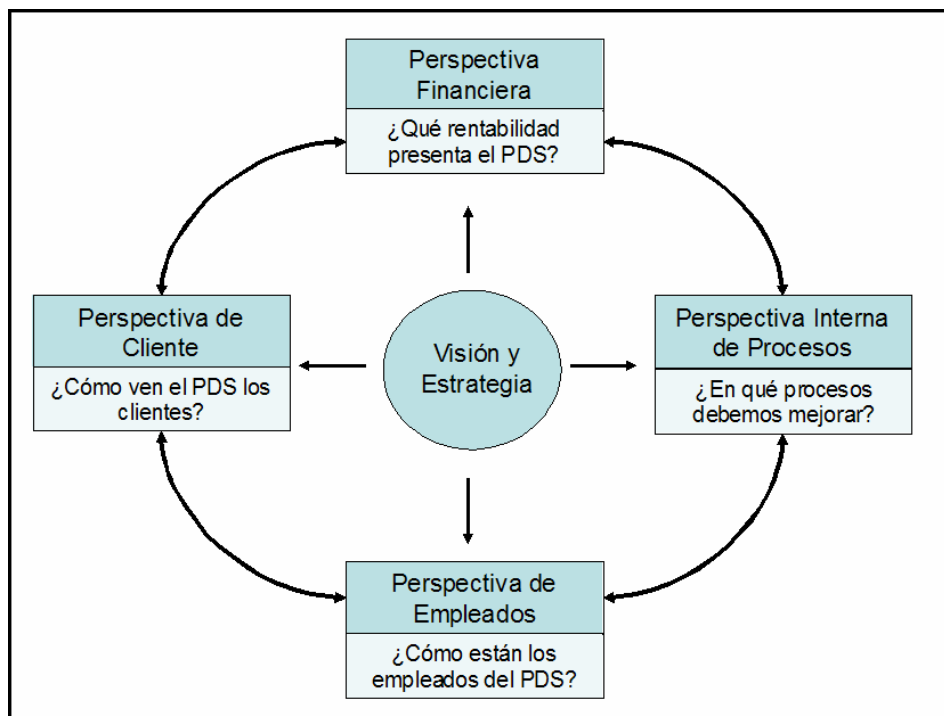 Perspectiva
Financiera
¿Qué rentabilidad
presenta el PDS?
Perspectiva de
Cliente
¿Cómo ven el PDS los
clientes?
Visión y
Estrategia
Perspectiva Interna
de Procesos
¿En qué procesos
debemos mejorar?
Perspectiva de
Empleados
¿Cómo están los
empleados del PDS?